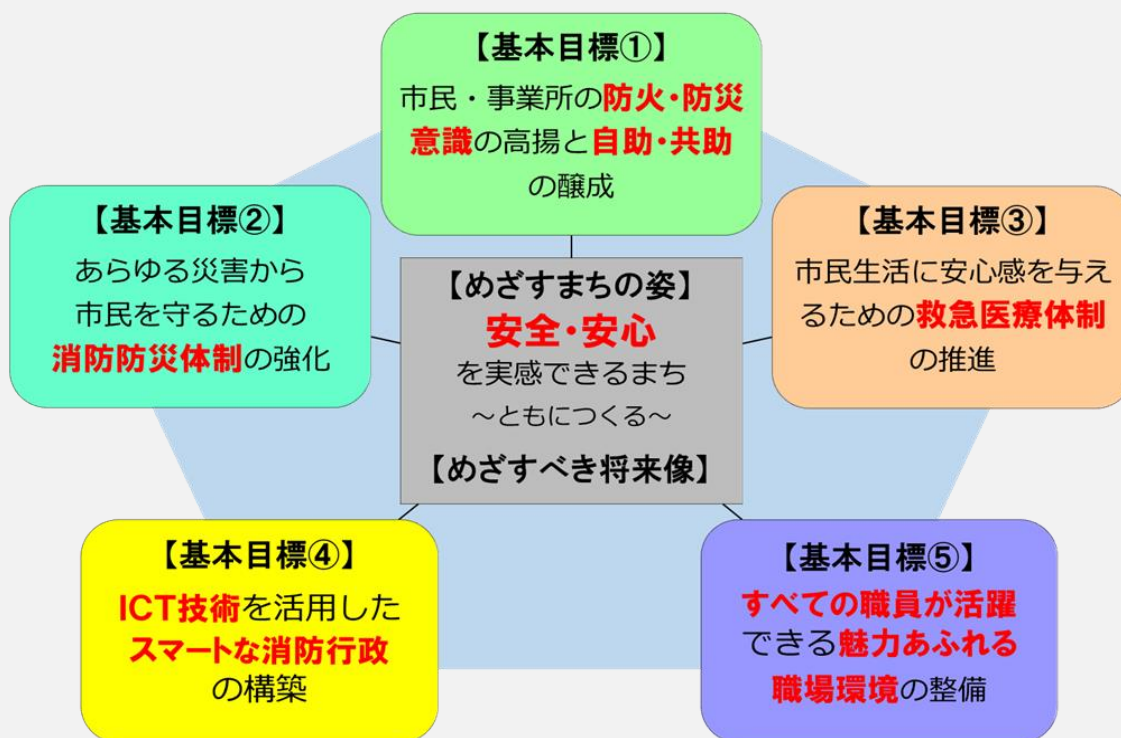 【基本目標①】
市民・事業所の防火・防災
意識の高揚と自助・共助
の醸成
【基本目標②】
あらゆる災害から
市民を守るための
消防防災体制の強化
【基本目標③】
市民生活に安心感を与え
るための救急医療体制
の推進
【めざすまちの姿】
安全・安心
を実感できるまち
～ともにつくる～
【めざすべき将来像】
【基本目標④】
ICT技術を活用した
スマートな消防行政
の構築
【基本目標⑤】
すべての職員が活躍
できる魅力あふれる
職場環境の整備